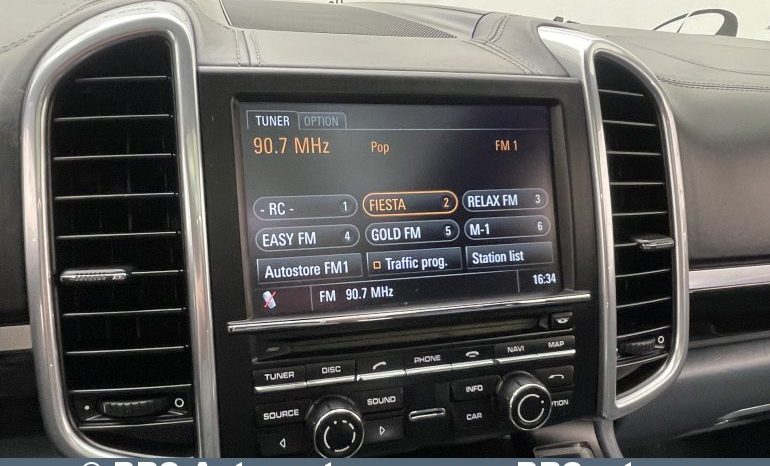 TUNER OPTION
90.7 MHz Pop FM 1
- RC - 1 FIESTA 2 RELAX FM 3
EASY FM 4 GOLD FM 5 M-1 6
Autostore FM1 Traffic prog. Station list
FM 90.7 MHz 16:34
TUNER DISC PHONE NAVI MAP
SOURCE SOUND INFO
CAR